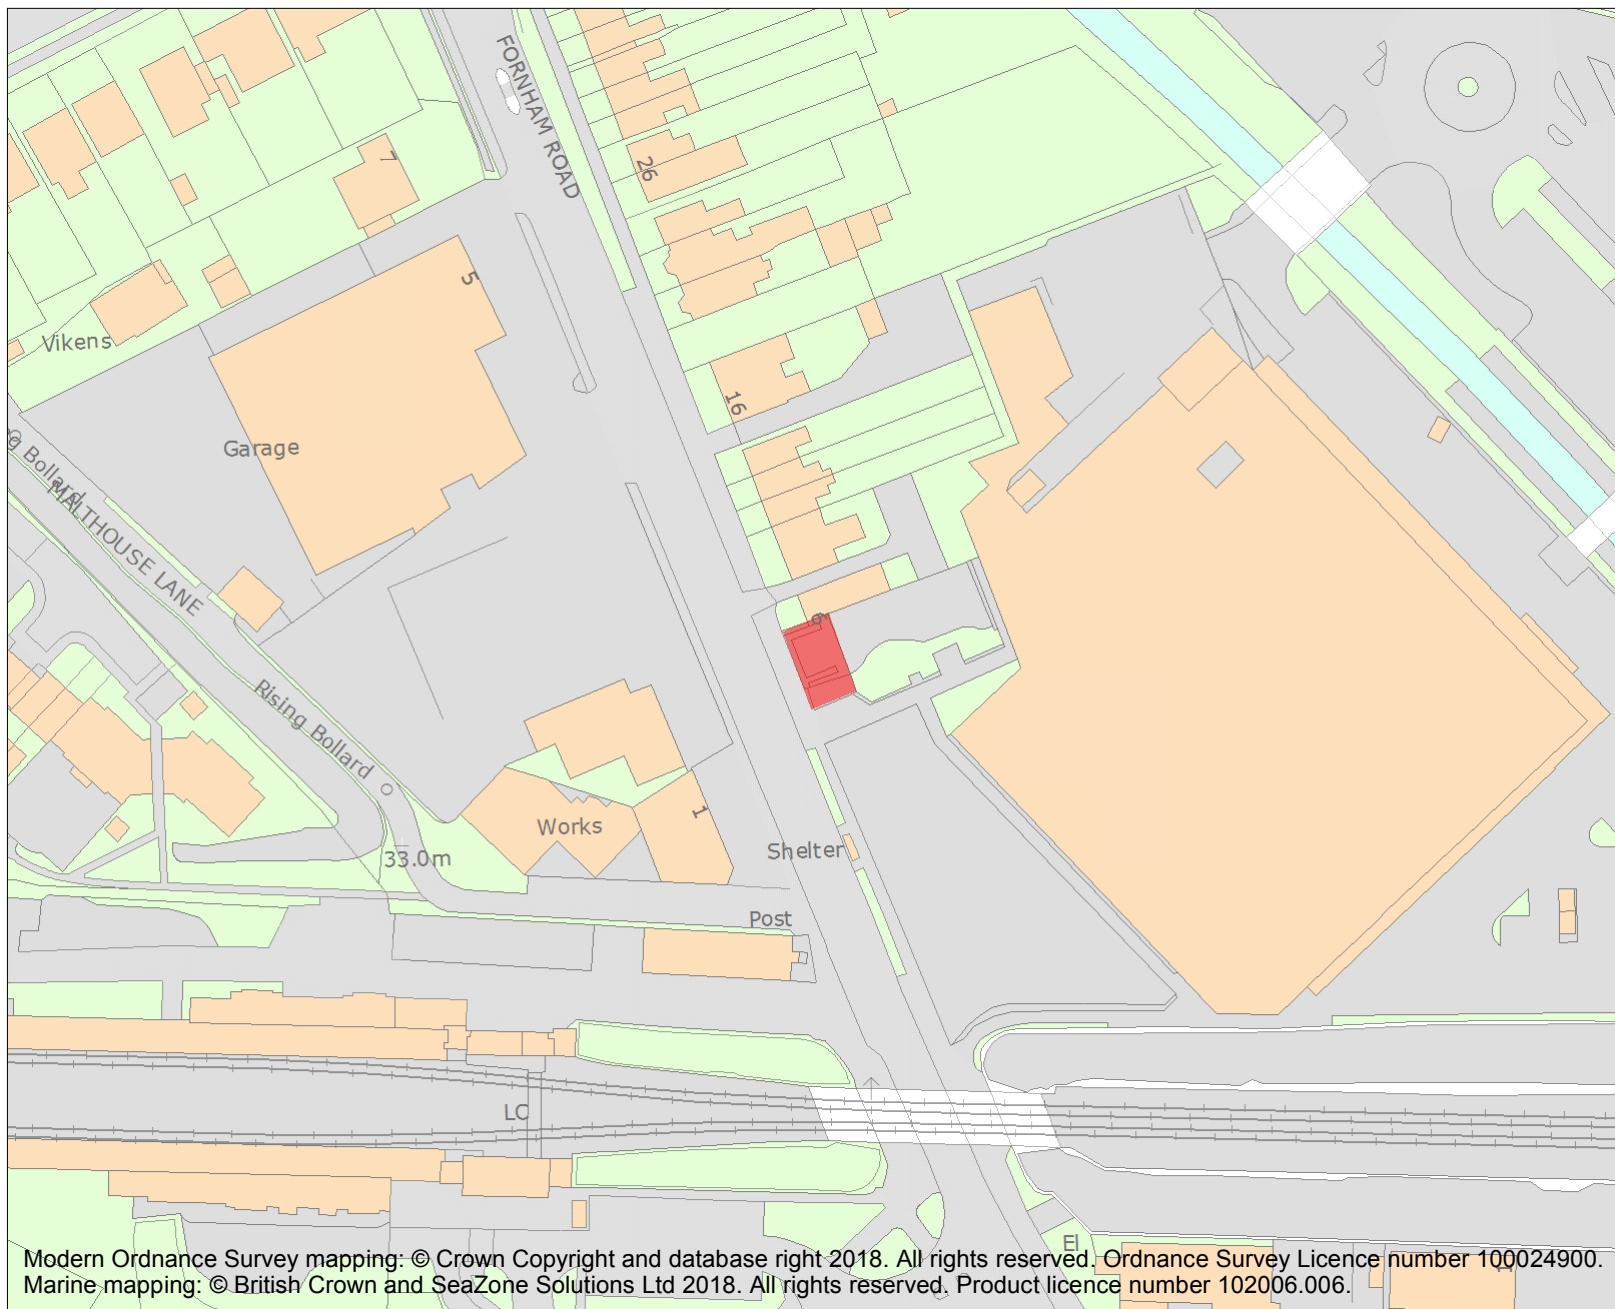 FORNHAM ROAD
7
26
5
Vikens
16
Garage
g Bollard
MALTHOUSE LANE
9
Rising Bollard
1
Works
Shelter
33.0m
Post
LC
El
Modern Ordnance Survey mapping: © Crown Copyright and database right 2018. All rights reserved. Ordnance Survey Licence number 100024900.
Marine mapping: © British Crown and SeaZone Solutions Ltd 2018. All rights reserved. Product licence number 102006.006.